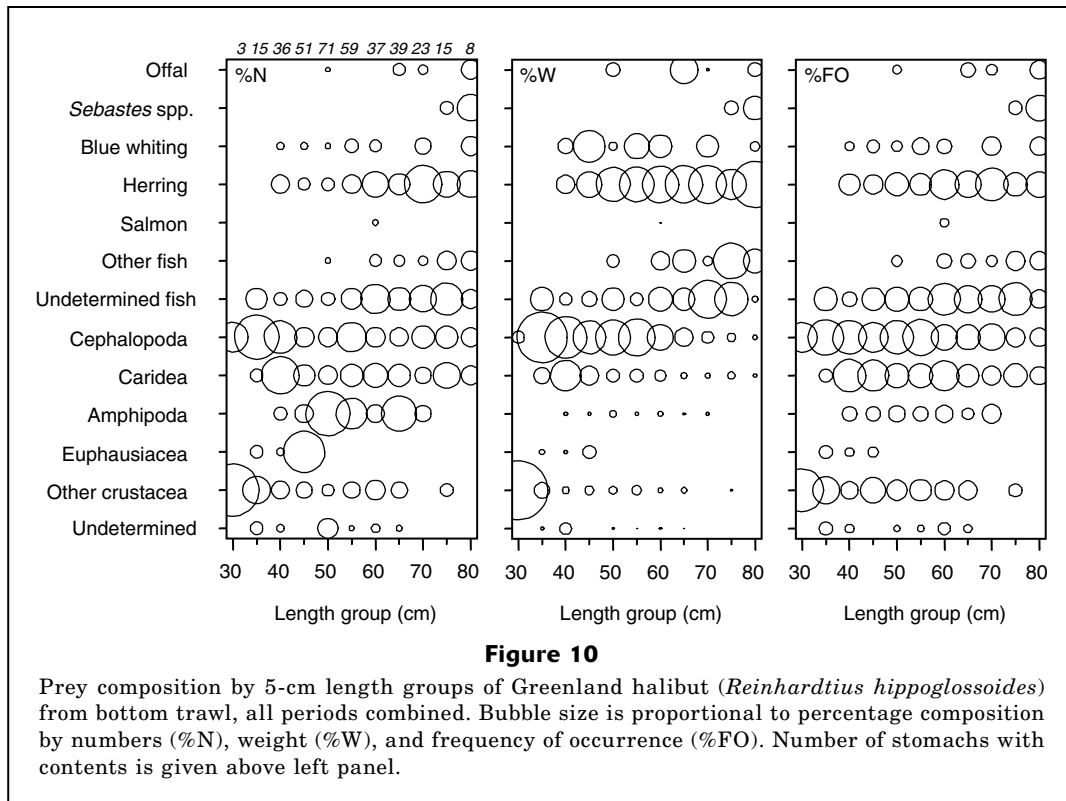 3 15 36 51 71 59 37 39 23 15 8
%N %W %FO
Offal
Sebastes spp.
Blue whiting
Herring
Salmon
Other fish
Undetermined fish
Cephalopoda
Caridea
Amphipoda
Euphausiacea
Other crustacea
Undetermined
30 40 50 60 70 80 30 40 50 60 70 80 30 40 50 60 70 80
Length group (cm) Length group (cm) Length group (cm)
Figure 10
Prey composition by 5-cm length groups of Greenland halibut (Reinhardtius hippoglossoides)
from bottom trawl, all periods combined. Bubble size is proportional to percentage composition
by numbers (%N), weight (%W), and frequency of occurrence (%FO). Number of stomachs with
contents is given above left panel.